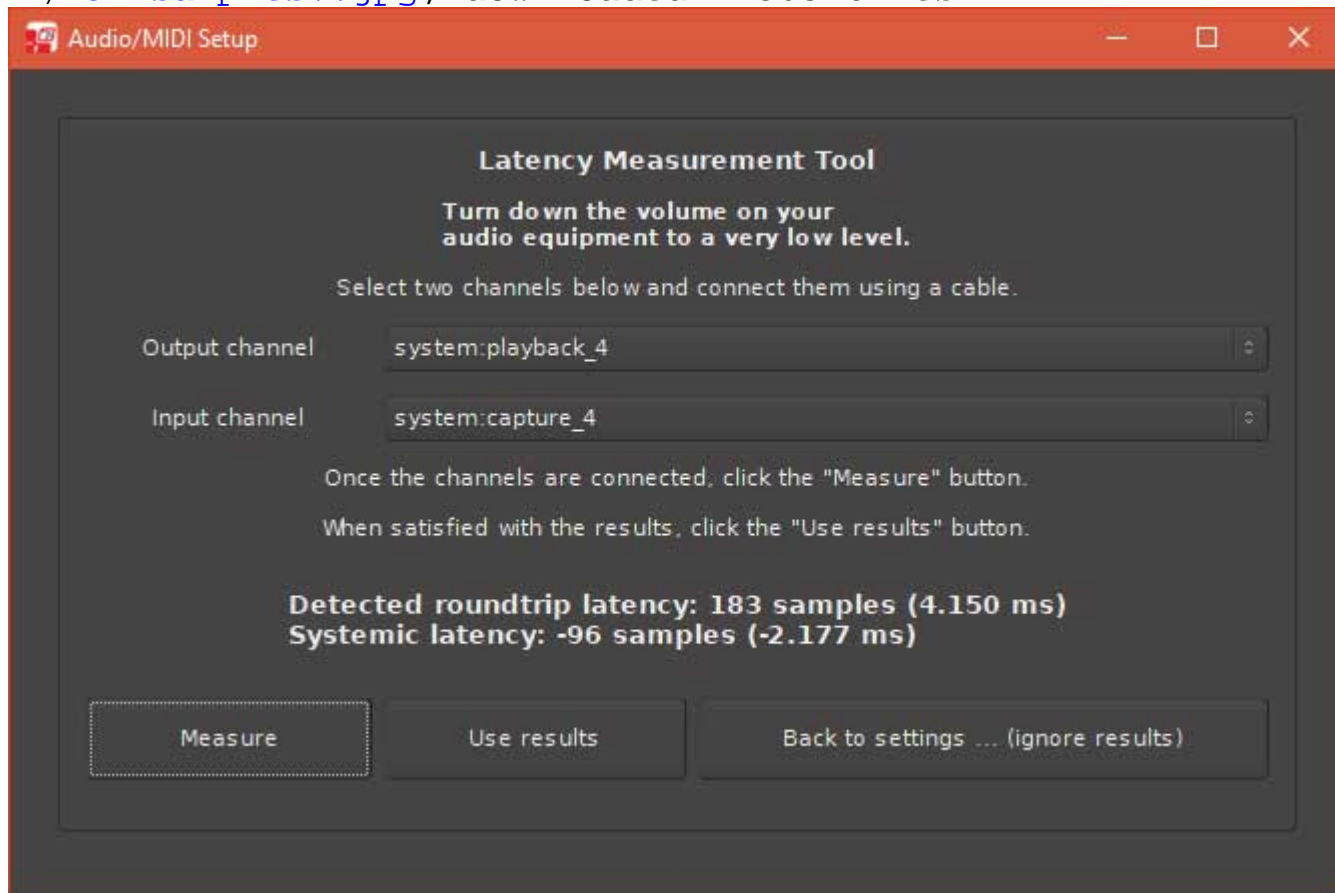 Audio/MIDI Setup
Latency Measurement Tool
Turn down the volume on your
audio equipment to a very low level.
Select two channels below and connect them using a cable.
Output channel system:playback_4
Input channel system:capture_4
Once the channels are connected, click the "Measure" button.
When satisfied with the results, click the "Use results" button.
Detected roundtrip latency: 183 samples (4.150 ms)
Systemic latency: -96 samples (-2.177 ms)
Measure Use results Back to settings ... (ignore results)